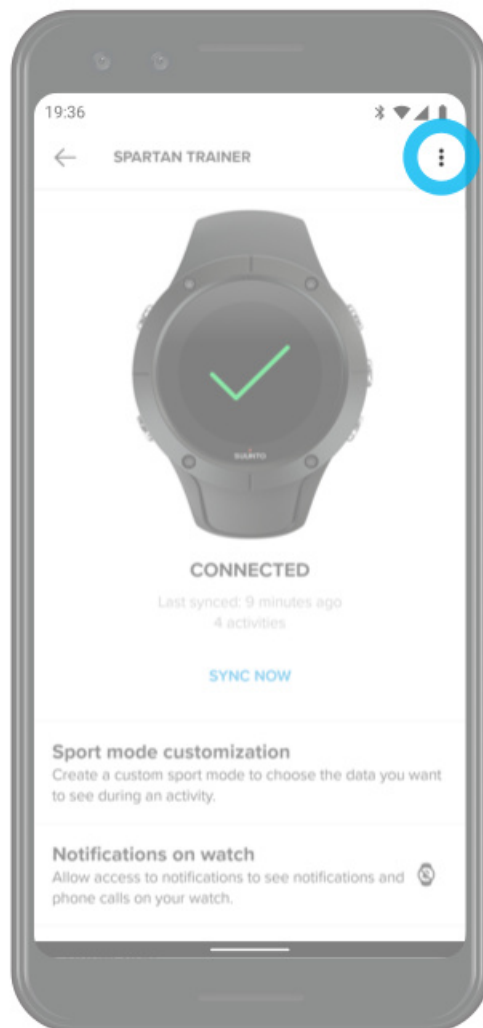 19:36
SPARTAN TRAINER
SUUNTO
CONNECTED
Last synced: 9 minutes ago
4 activities
SYNC NOW
Sport mode customization
Create a custom sport mode to choose the data you want
to see during an activity.
Notifications on watch
Allow access to notifications to see notifications and
phone calls on your watch.